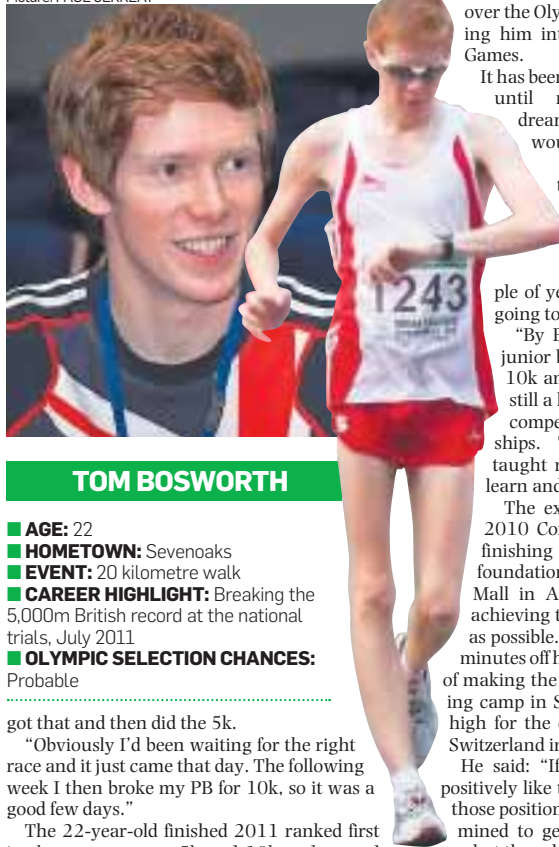 over the Oly
ing him int
Games.
It has been
until
dream
wou
ple of ye
going to
"By
junior b
10k an
still a
compe
ships.
taught
learn and
The ex
2010 Co
finishing
foundation
Mall in A
achieving t
as possible.
minutes off h
of making the
ing camp in S
high for the
Switzerland in
He said: "If
positively like t
those position
mined to ge
1243
TOM BOSWORTH
AGE: 22
HOMETOWN: Sevenoaks
EVENT: 20 kilometre walk
CAREER HIGHLIGHT: Breaking the
5,000m British record at the national
trials, July 2011
OLYMPIC SELECTION CHANCES:
Probable
got that and then did the 5k.
"Obviously I'd been waiting for the right
race and it just came that day. The following
week I then broke my PB for 10k, so it was a
good few days."
The 22-year-old finished 2011 ranked first